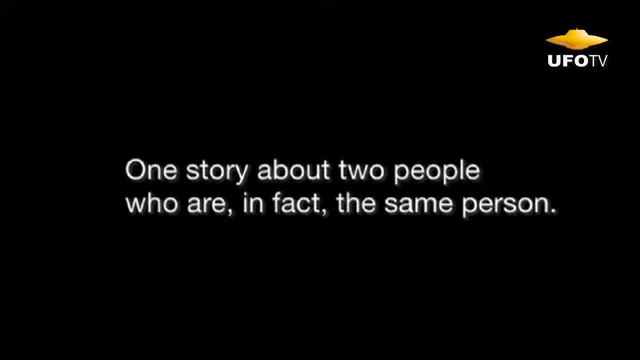 UFOTV
One story about two people
who are, in fact, the same person.